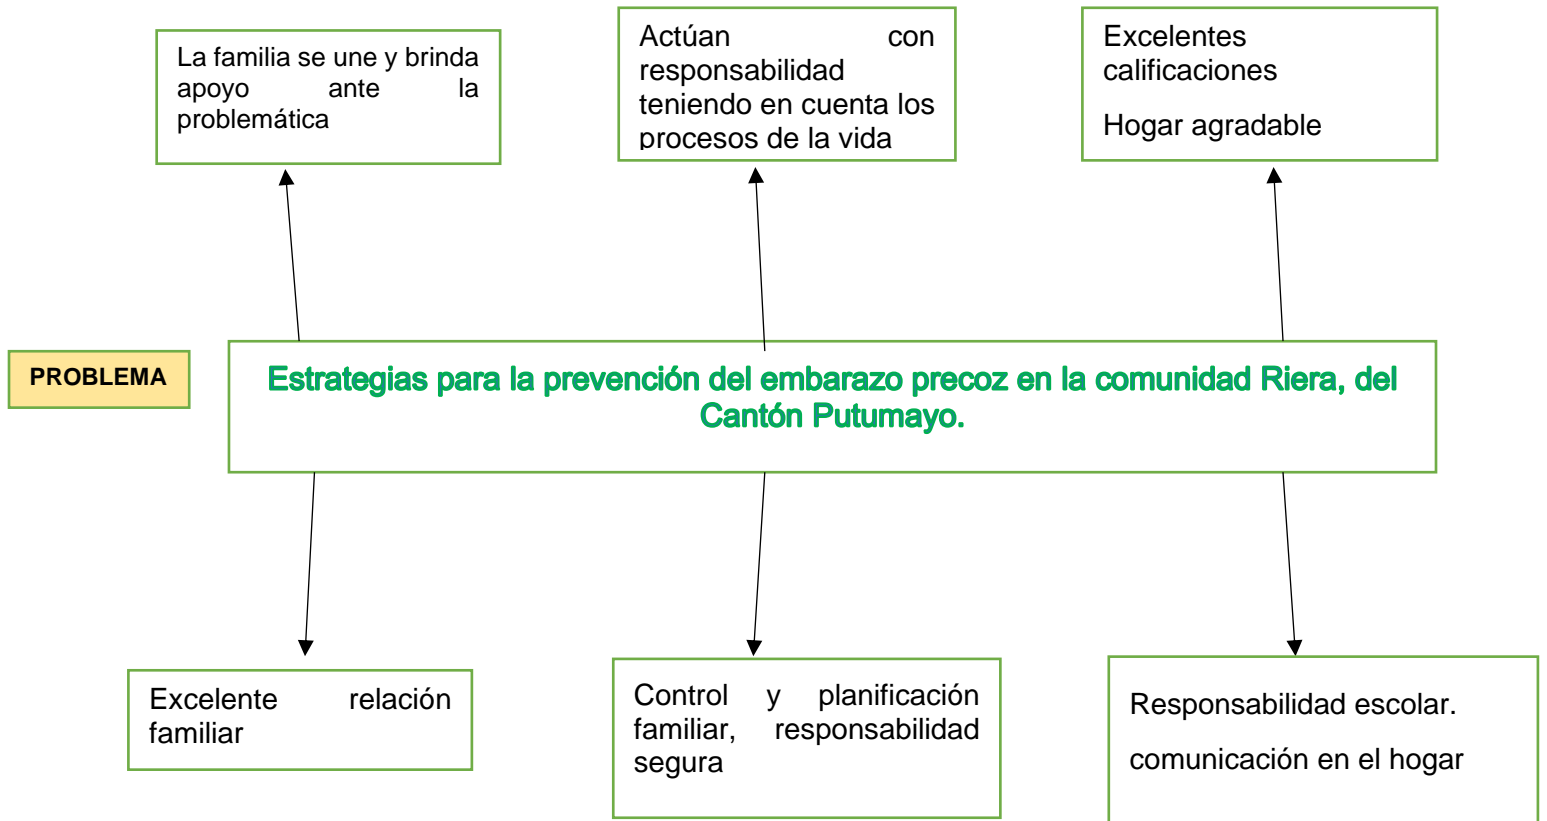 La familia se une y brinda
apoyo ante la
problemática
Actúan con
responsabilidad
teniendo en cuenta los
procesos de la vida
Excelentes
calificaciones
Hogar agradable
PROBLEMA
Estrategias para la prevención del embarazo precoz en la comunidad Riera, del
Cantón Putumayo.
Excelente relación
familiar
Control y planificación
familiar, responsabilidad
segura
Responsabilidad escolar.
comunicación en el hogar